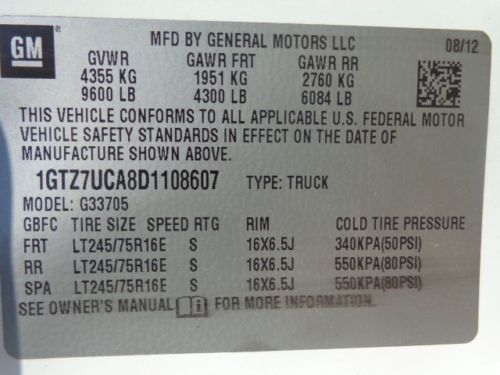 GM
MFD BY GENERAL MOTORS LLC 08/12
GVWR GAWR FRT GAWR RR
4355 KG 1951 KG 2760 KG
9600 LB 4300 LB 6084 LB
THIS VEHICLE CONFORMS TO ALL APPLICABLE U.S. FEDERAL MOTOR
VEHICLE SAFETY STANDARDS IN EFFECT ON THE DATE OF
MANUFACTURE SHOWN ABOVE.
1GTZ7UCA8D1108607 TYPE: TRUCK
MODEL: G33705
GBFC TIRE SIZE SPEED RTG RIM COLD TIRE PRESSURE
FRT LT245/75R16E S 16X6.5J 340KPA(50PSI)
RR LT245/75R16E S 16X6.5J 550KPA(80PSI)
SPA LT245/75R16E S 16X6.5J 550KPA(80PSI)
SEE OWNER'S MANUAL FOR MORE INFORMATION.